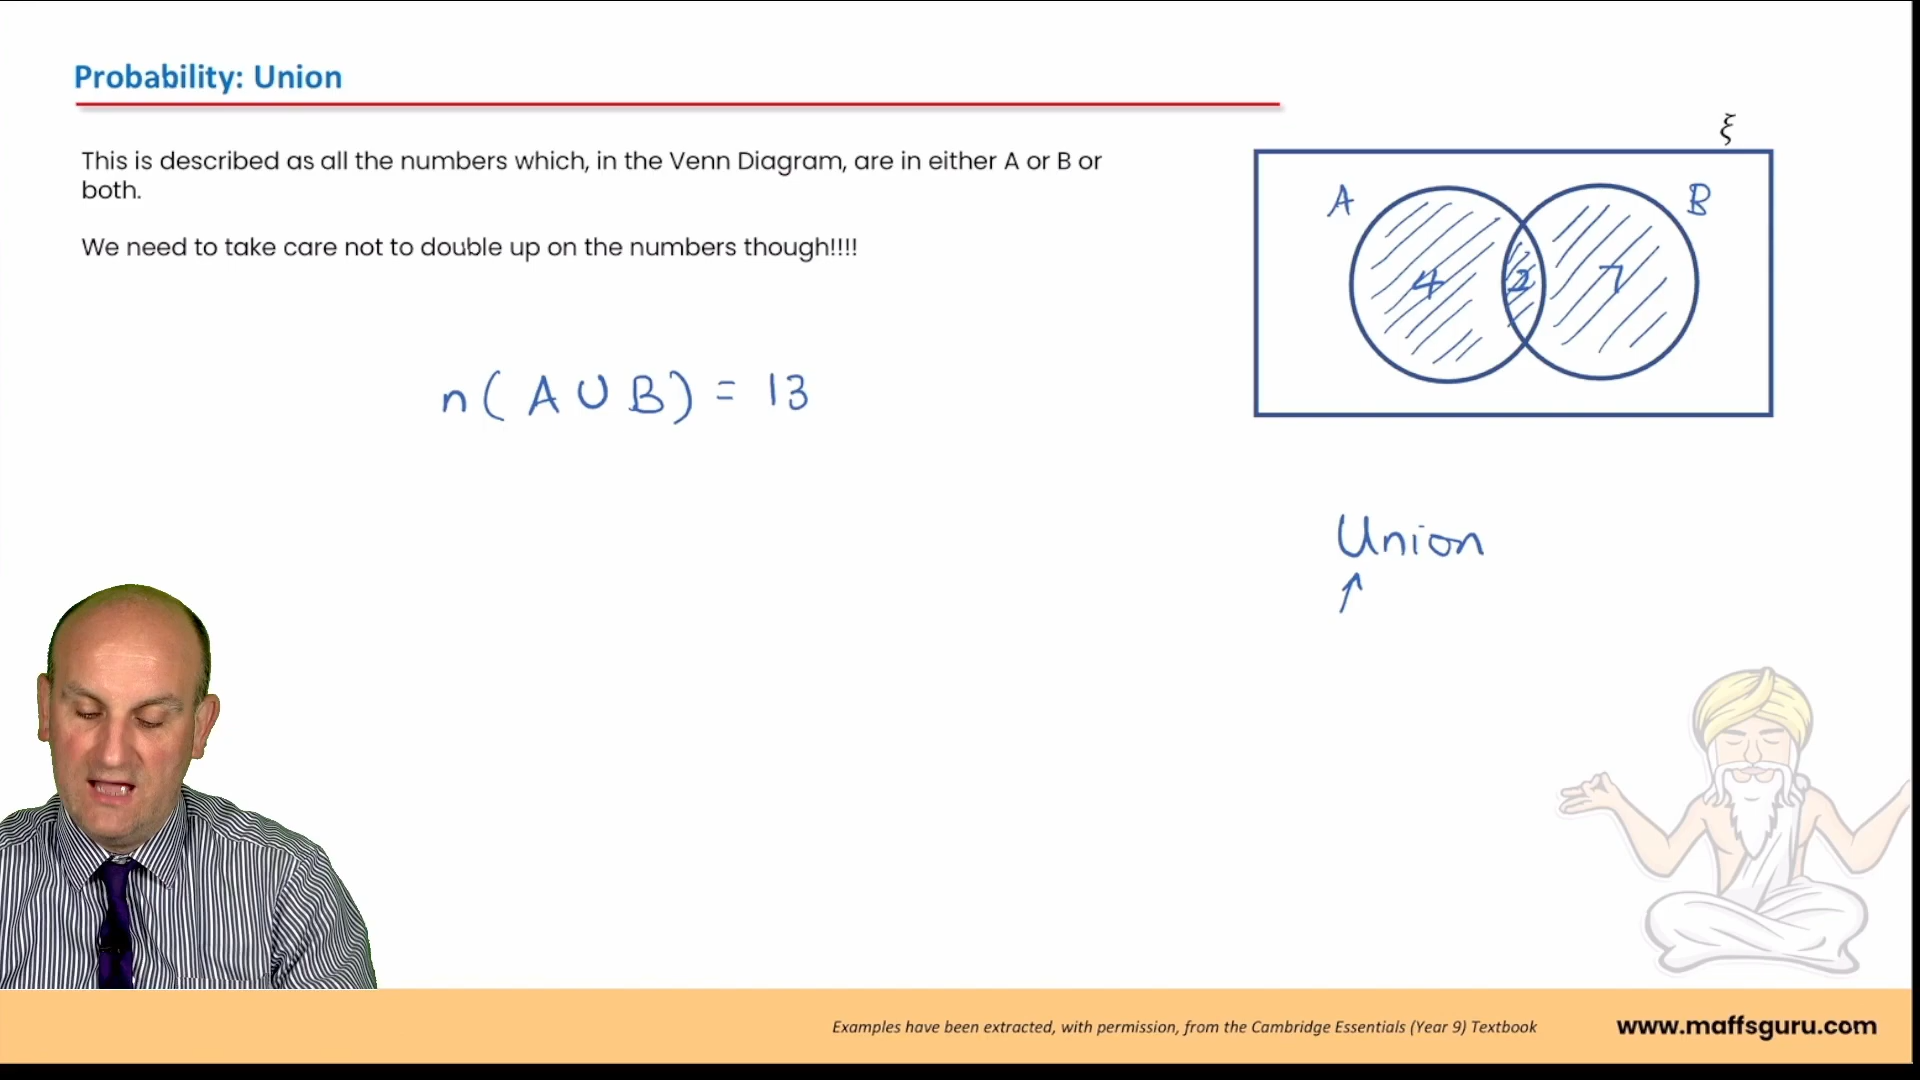 Probability: Union
ξ
This is described as all the numbers which, in the Venn Diagram, are in either A or B or
both.
We need to take care not to double up on the numbers though!!!!
A
B
4
2
7
n(A∪B) = 13
Union
↑
Examples have been extracted, with permission, from the Cambridge Essentials (Year 9) Textbook
www.maffsguru.com